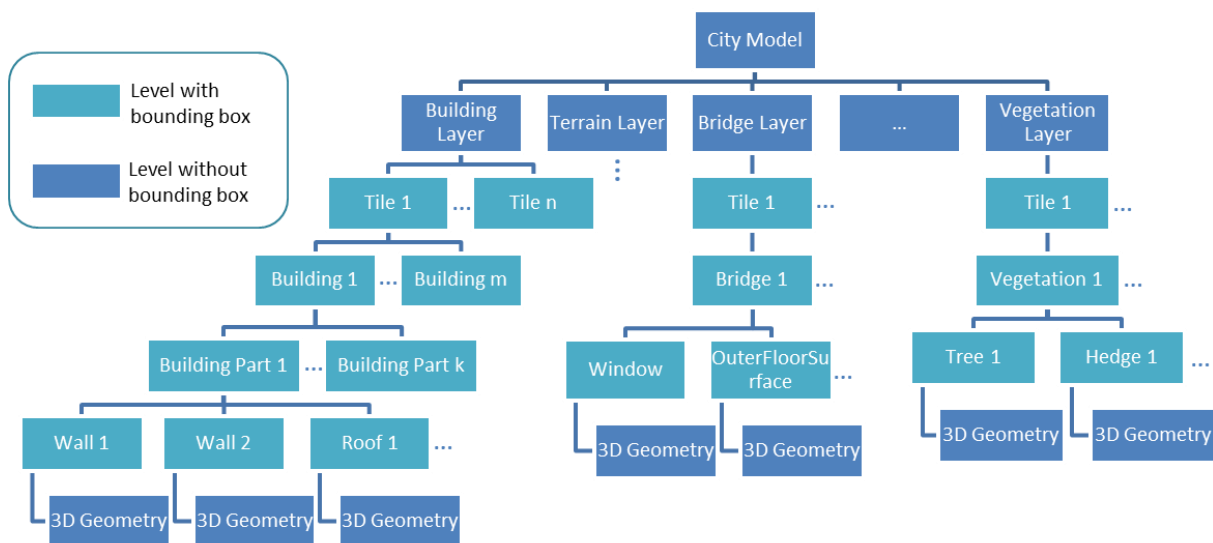 City Model
Level with
bounding box
Level without
bounding box
Building
Layer
Terrain Layer
Bridge Layer
...
Vegetation
Layer
...
Tile 1
...
Tile n
Tile 1
...
Tile 1
...
Building 1
...
Building m
Bridge 1
...
Vegetation 1
...
Building Part 1
...
Building Part k
Window
OuterFloorSu
rface
...
Tree 1
Hedge 1
...
Wall 1
Wall 2
Roof 1
...
3D Geometry
3D Geometry
3D Geometry
3D Geometry
3D Geometry
3D Geometry
3D Geometry